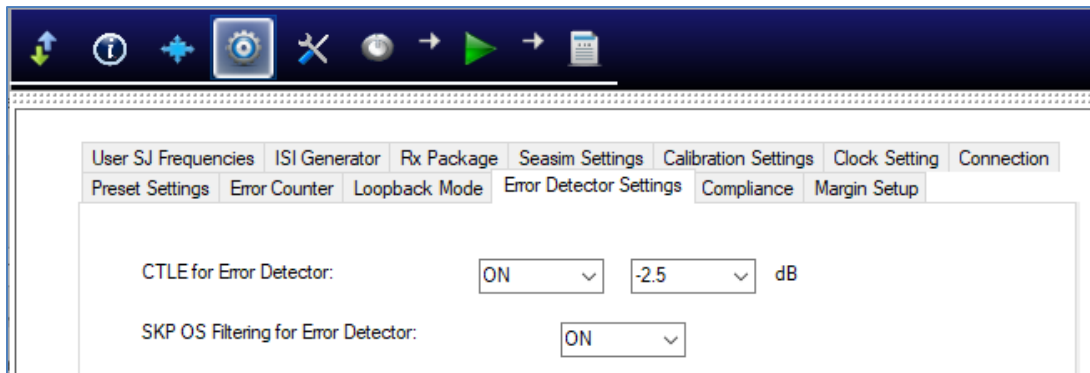 User SJ Frequencies ISI Generator Rx Package Seasim Settings Calibration Settings Clock Setting Connection
Preset Settings Error Counter Loopback Mode Error Detector Settings Compliance Margin Setup
CTLE for Error Detector: ON -2.5 dB
SKP OS Filtering for Error Detector: ON